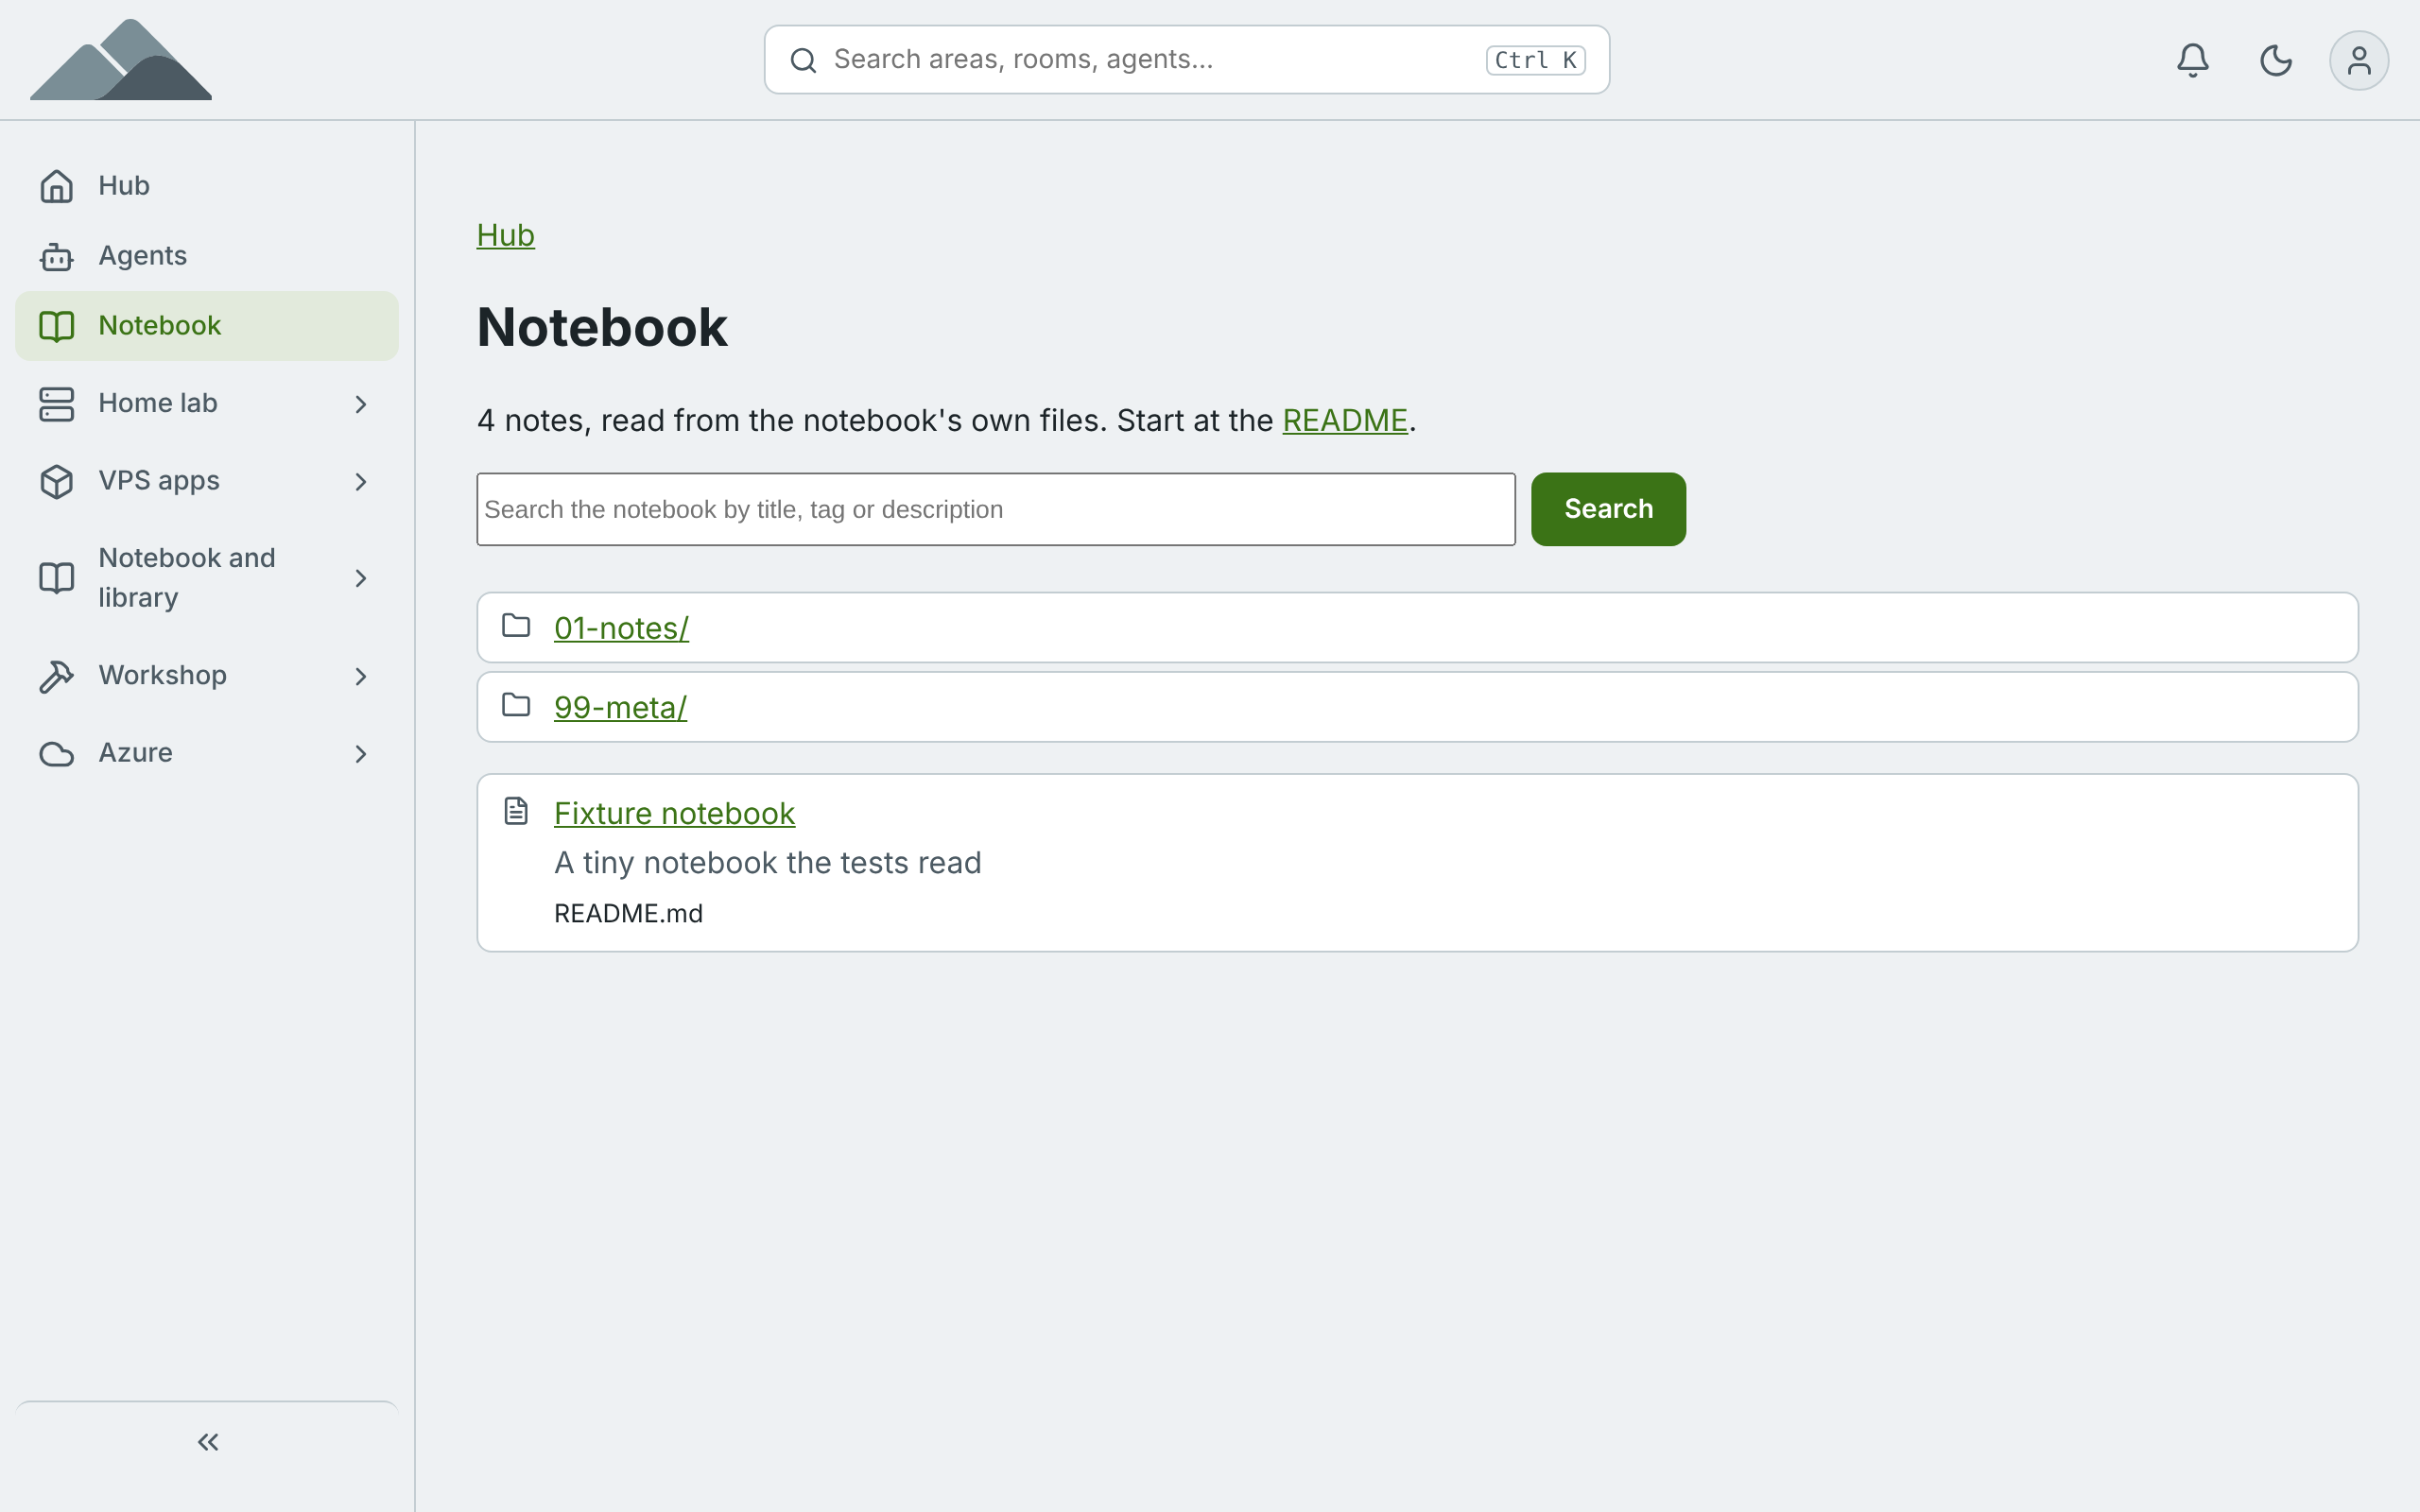 Search areas, rooms, agents...
Ctrl K
Hub
Agents
Notebook
Home lab
VPS apps
Notebook and
library
Workshop
Azure
Hub
Notebook
4 notes, read from the notebook's own files. Start at the README.
Search the notebook by title, tag or description
Search
01-notes/
99-meta/
Fixture notebook
A tiny notebook the tests read
README.md